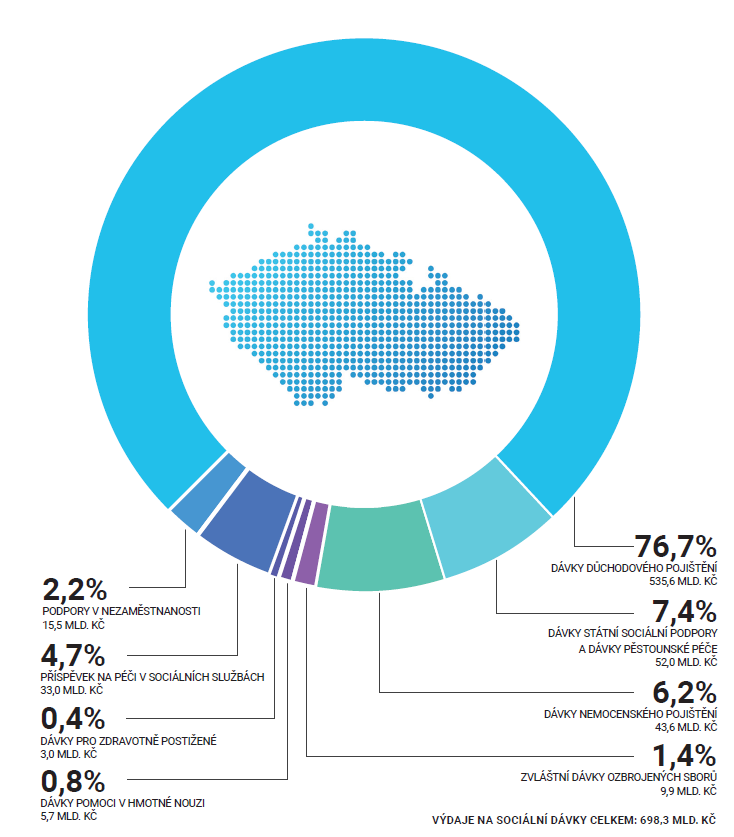 76,7%
DÁVKY DŮCHODOVÉHO POJIŠTĚNÍ
535,6 MLD. KČ
7,4%
DÁVKY STÁTNÍ SOCIÁLNÍ PODPORY
A DÁVKY PĚSTOUNSKÉ PÉČE
52,0 MLD. KČ
6,2%
DÁVKY NEMOCENSKÉHO POJIŠTĚNÍ
43,6 MLD. KČ
1,4%
ZVLÁŠTNÍ DÁVKY OZBROJENÝCH SBORŮ
9,9 MLD. KČ
2,2%
PODPORY V NEZAMĚSTNANOSTI
15,5 MLD. KČ
4,7%
PŘÍSPĚVEK NA PÉČI V SOCIÁLNÍCH SLUŽBÁCH
33,0 MLD. KČ
0,4%
DÁVKY PRO ZDRAVOTNĚ POSTIŽENÉ
3,0 MLD. KČ
0,8%
DÁVKY POMOCI V HMOTNÉ NOUZI
5,7 MLD. KČ
VÝDAJE NA SOCIÁLNÍ DÁVKY CELKEM: 698,3 MLD. KČ